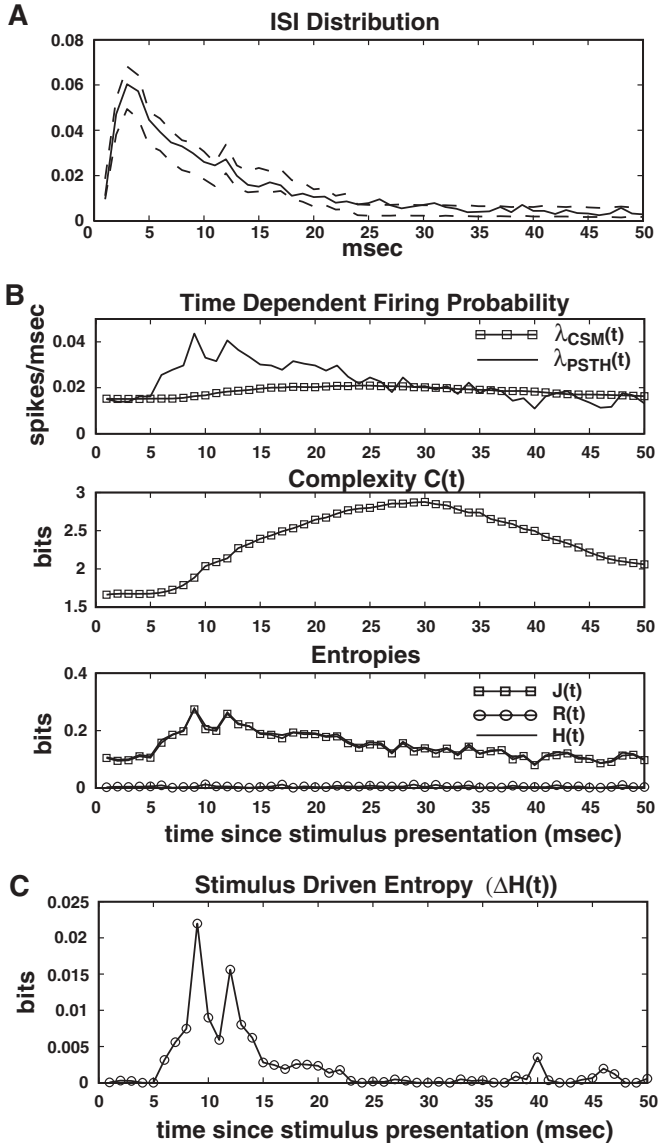 A
ISI Distribution
0.08
0.06
0.04
0.02
0
0 5 10 15 20 25 30 35 40 45 50
msec
B
Time Dependent Firing Probability
spikes/msec
0.04
0.02
0
λCSM(t)
λPSTH(t)
0 5 10 15 20 25 30 35 40 45 50
Complexity C(t)
bits
3
2.5
2
1.5
0 5 10 15 20 25 30 35 40 45 50
Entropies
bits
0.4
0.2
0
J(t)
R(t)
H(t)
0 5 10 15 20 25 30 35 40 45 50
time since stimulus presentation (msec)
C
Stimulus Driven Entropy (ΔH(t))
bits
0.025
0.02
0.015
0.01
0.005
0
0 5 10 15 20 25 30 35 40 45 50
time since stimulus presentation (msec)